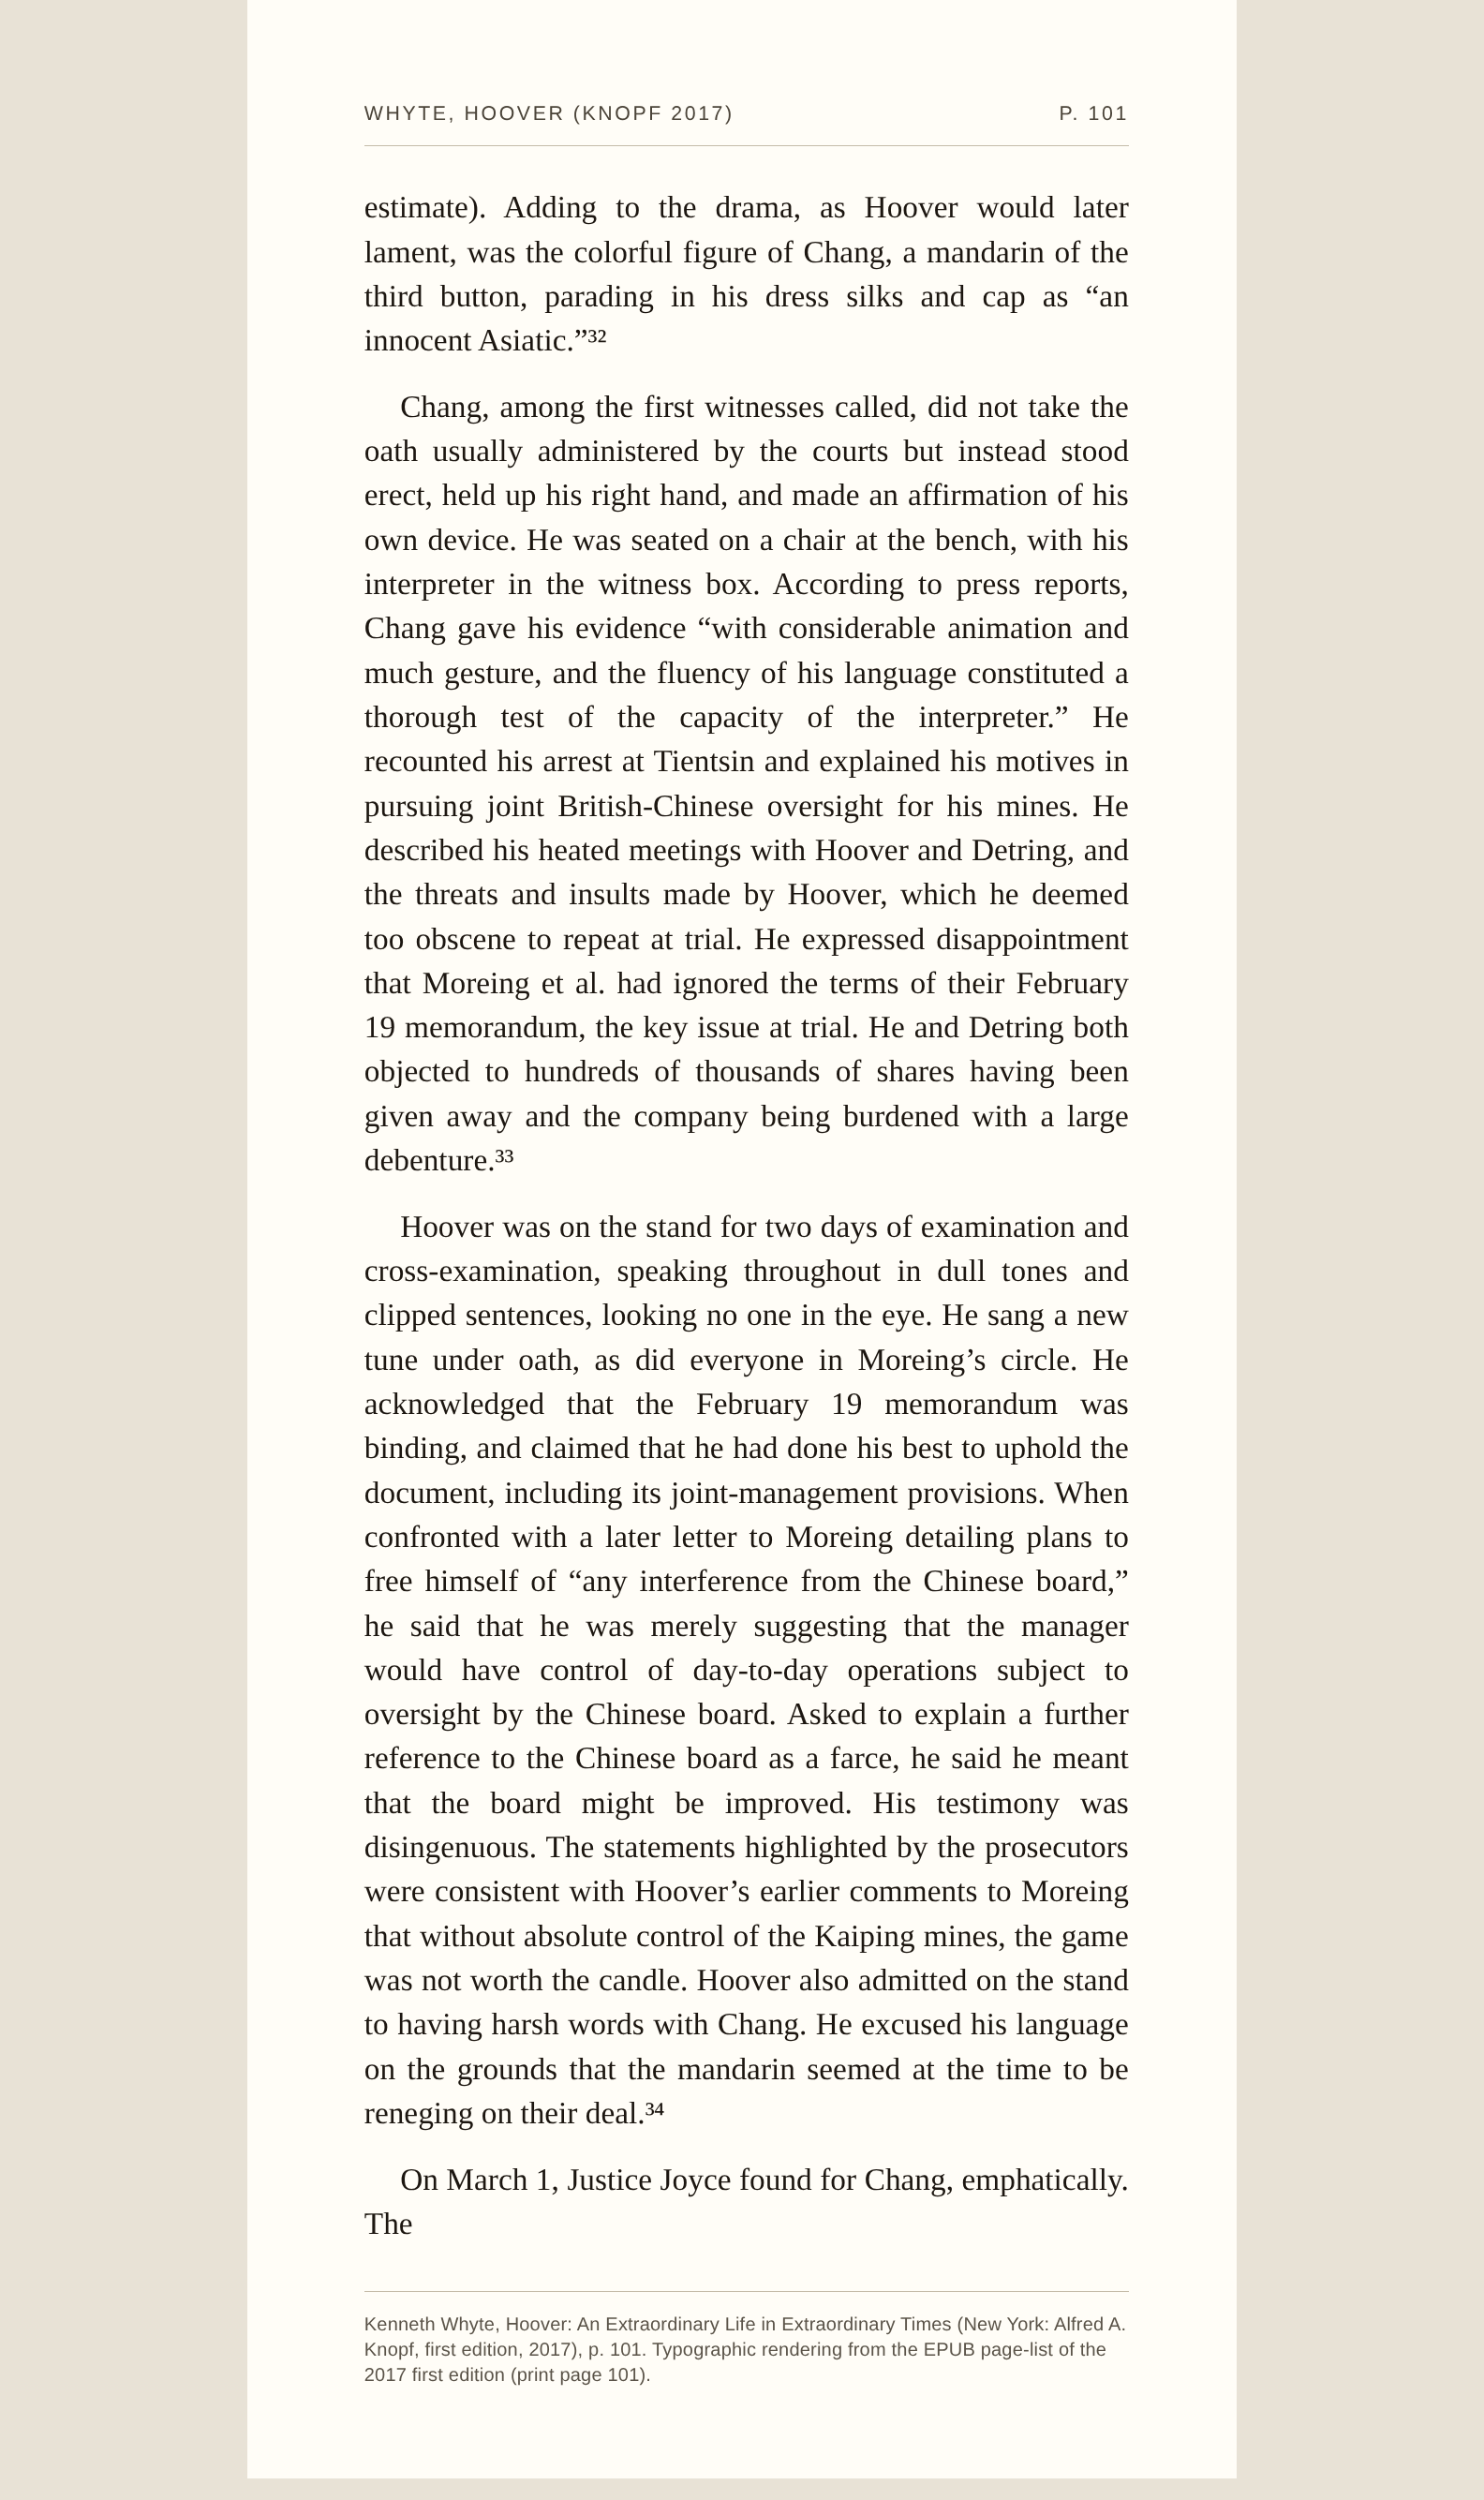 WHYTE, HOOVER (KNOPF 2017) P. 101
estimate). Adding to the drama, as Hoover would later
lament, was the colorful figure of Chang, a mandarin of the
third button, parading in his dress silks and cap as “an
innocent Asiatic.”³²
Chang, among the first witnesses called, did not take the
oath usually administered by the courts but instead stood
erect, held up his right hand, and made an affirmation of his
own device. He was seated on a chair at the bench, with his
interpreter in the witness box. According to press reports,
Chang gave his evidence “with considerable animation and
much gesture, and the fluency of his language constituted a
thorough test of the capacity of the interpreter.” He
recounted his arrest at Tientsin and explained his motives in
pursuing joint British-Chinese oversight for his mines. He
described his heated meetings with Hoover and Detring, and
the threats and insults made by Hoover, which he deemed
too obscene to repeat at trial. He expressed disappointment
that Moreing et al. had ignored the terms of their February
19 memorandum, the key issue at trial. He and Detring both
objected to hundreds of thousands of shares having been
given away and the company being burdened with a large
debenture.³³
Hoover was on the stand for two days of examination and
cross-examination, speaking throughout in dull tones and
clipped sentences, looking no one in the eye. He sang a new
tune under oath, as did everyone in Moreing’s circle. He
acknowledged that the February 19 memorandum was
binding, and claimed that he had done his best to uphold the
document, including its joint-management provisions. When
confronted with a later letter to Moreing detailing plans to
free himself of “any interference from the Chinese board,”
he said that he was merely suggesting that the manager
would have control of day-to-day operations subject to
oversight by the Chinese board. Asked to explain a further
reference to the Chinese board as a farce, he said he meant
that the board might be improved. His testimony was
disingenuous. The statements highlighted by the prosecutors
were consistent with Hoover’s earlier comments to Moreing
that without absolute control of the Kaiping mines, the game
was not worth the candle. Hoover also admitted on the stand
to having harsh words with Chang. He excused his language
on the grounds that the mandarin seemed at the time to be
reneging on their deal.³⁴
On March 1, Justice Joyce found for Chang, emphatically.
The
Kenneth Whyte, Hoover: An Extraordinary Life in Extraordinary Times (New York: Alfred A.
Knopf, first edition, 2017), p. 101. Typographic rendering from the EPUB page-list of the
2017 first edition (print page 101).